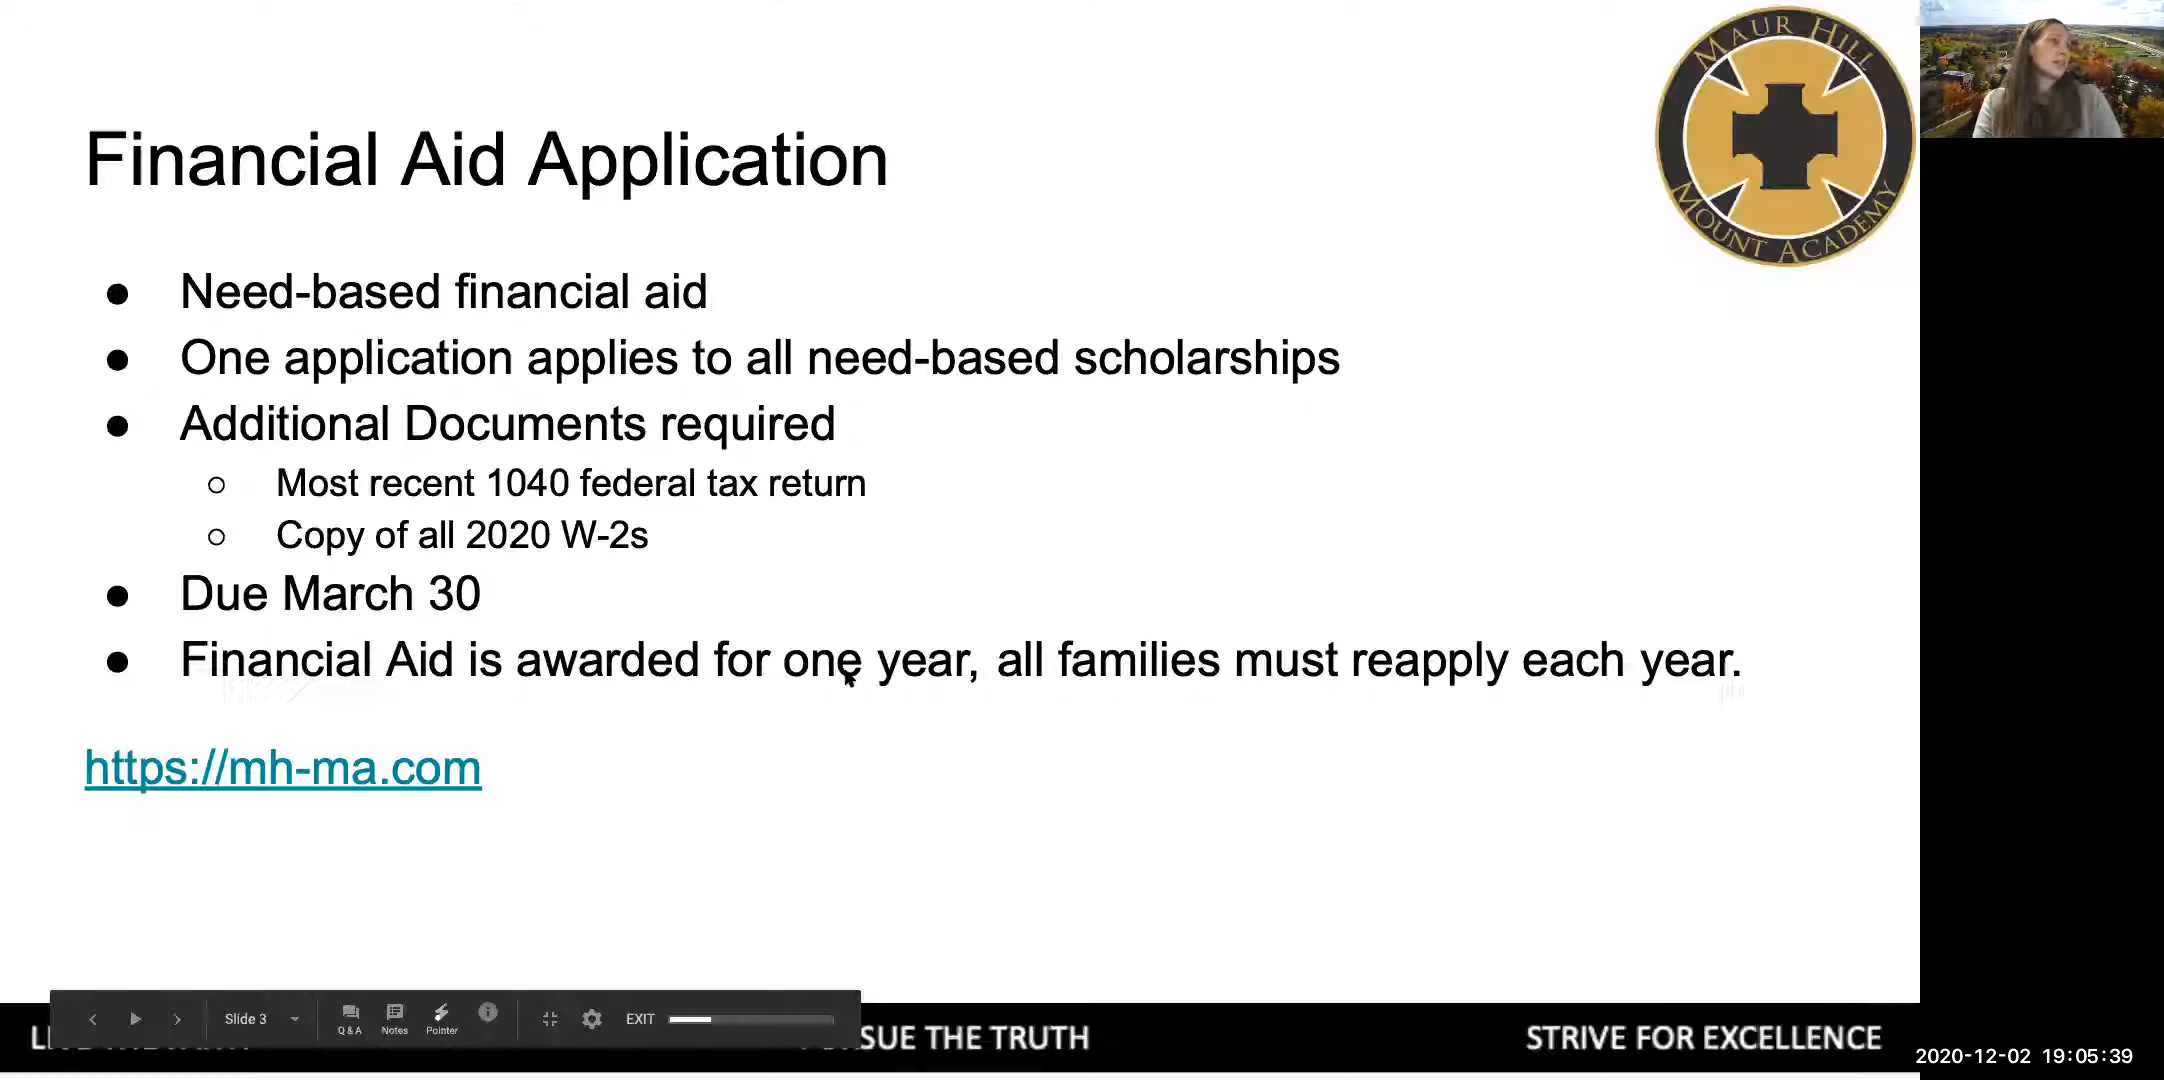 MAUR HILL
MOUNT ACADEMY
Financial Aid Application
● Need-based financial aid
● One application applies to all need-based scholarships
● Additional Documents required
○ Most recent 1040 federal tax return
○ Copy of all 2020 W-2s
● Due March 30
● Financial Aid is awarded for one year, all families must reapply each year.
https://mh-ma.com
Slide 3
Q & A
Notes
Pointer
EXIT
THE TRUTH
STRIVE FOR EXCELLENCE
2020-12-02 19:05:39